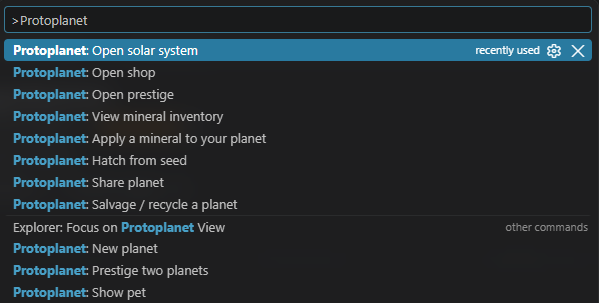 >Protoplanet
Protoplanet: Open solar system recently used
Protoplanet: Open shop
Protoplanet: Open prestige
Protoplanet: View mineral inventory
Protoplanet: Apply a mineral to your planet
Protoplanet: Hatch from seed
Protoplanet: Share planet
Protoplanet: Salvage / recycle a planet
Explorer: Focus on Protoplanet View other commands
Protoplanet: New planet
Protoplanet: Prestige two planets
Protoplanet: Show pet